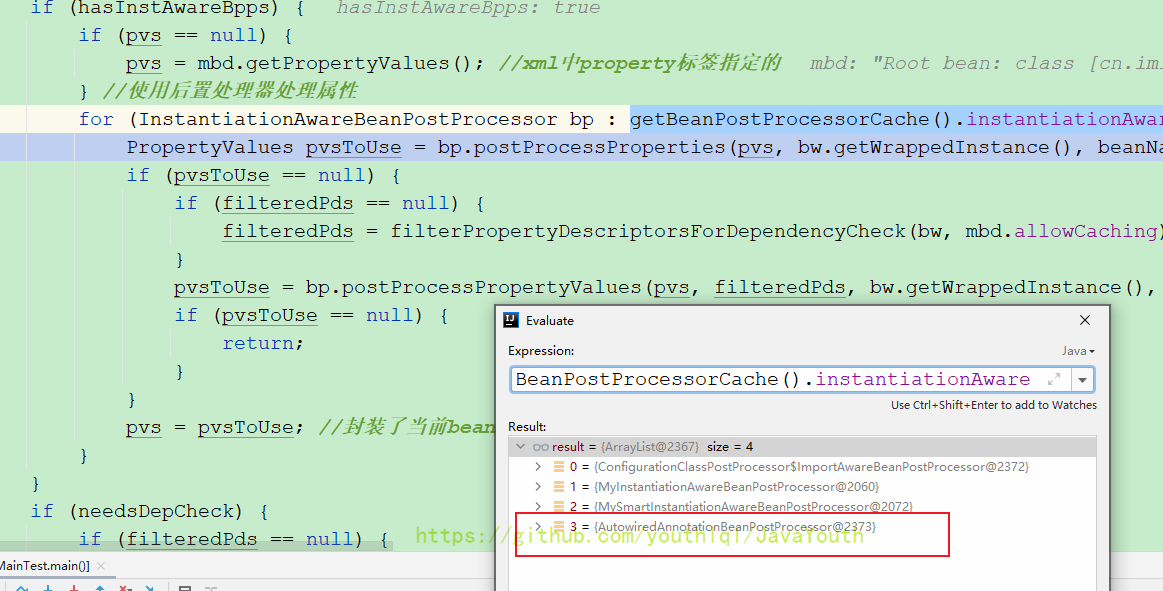 if (hasInstAwareBpps) {   hasInstAwareBpps: true
if (pvs == null) {
pvs = mbd.getPropertyValues(); //xml中property标签指定的   mbd: "Root bean: class [cn.im
} //使用后置处理器处理属性
for (InstantiationAwareBeanPostProcessor bp : getBeanPostProcessorCache().instantiationAwar
PropertyValues pvsToUse = bp.postProcessProperties(pvs, bw.getWrappedInstance(), beanNa
if (pvsToUse == null) {
if (filteredPds == null) {
filteredPds = filterPropertyDescriptorsForDependencyCheck(bw, mbd.allowCaching)
}
pvsToUse = bp.postProcessPropertyValues(pvs, filteredPds, bw.getWrappedInstance(),
if (pvsToUse == null) {
return;
}
}
pvs = pvsToUse; //封装了当前bean
}
}
if (needsDepCheck) {
if (filteredPds == null) {
Evaluate
Expression:
Java
BeanPostProcessorCache().instantiationAware
Use Ctrl+Shift+Enter to add to Watches
Result:
result = {ArrayList@2367} size = 4
0 = {ConfigurationClassPostProcessor$ImportAwareBeanPostProcessor@2372}
1 = {MyInstantiationAwareBeanPostProcessor@2060}
2 = {MySmartInstantiationAwareBeanPostProcessor@2072}
3 = {AutowiredAnnotationBeanPostProcessor@2373}
https://github.com/youthlql/JavaYouth
MainTest.main()]